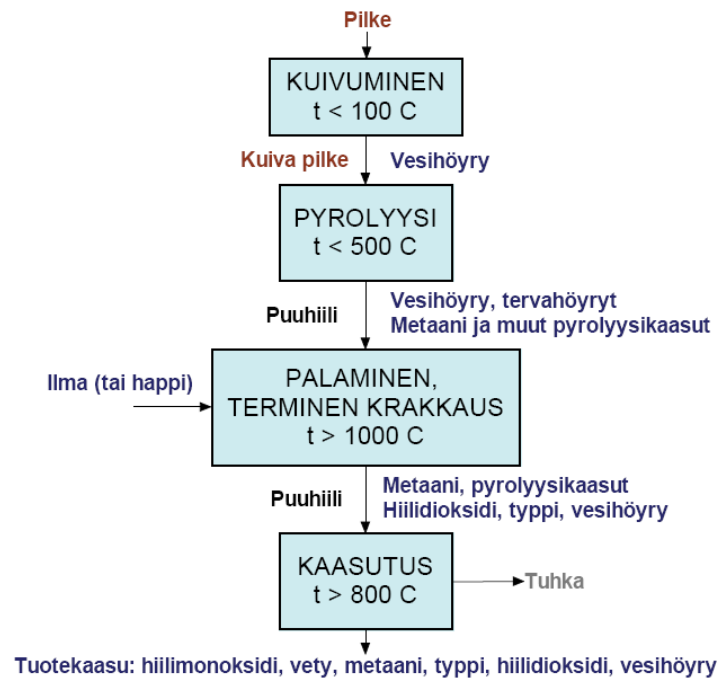 Pilke
KUIVUMINEN
t < 100 C
Kuiva pilke
Vesihöyry
PYROLYYSI
t < 500 C
Puuhiili
Vesihöyry, tervahöyryt
Metaani ja muut pyrolyysikaasut
Ilma (tai happi)
PALAMINEN,
TERMINEN KRAKKAUS
t > 1000 C
Puuhiili
Metaani, pyrolyysikaasut
Hiilidioksidi, typpi, vesihöyry
KAASUTUS
t > 800 C
Tuhka
Tuotekaasu: hiilimonoksidi, vety, metaani, typpi, hiilidioksidi, vesihöyry